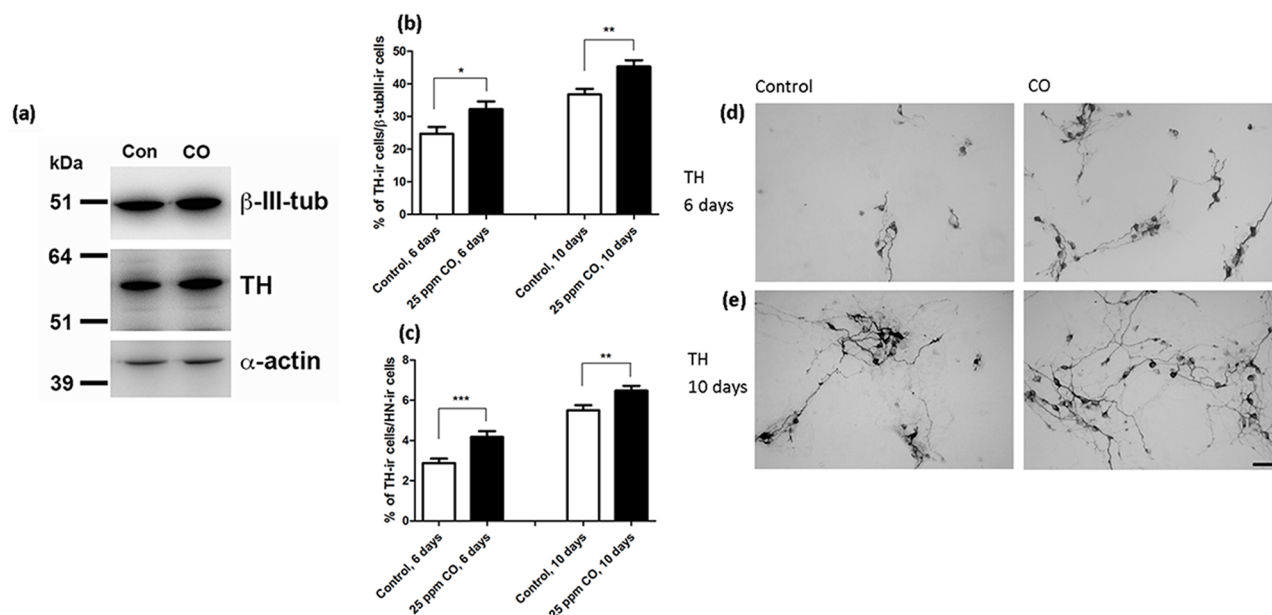 (a)
kDa
Con CO
51
β-III-tub
64
TH
51
α-actin
39
(b)
% of TH-ir cells/β-tubIII-ir cells
50
40
30
20
10
0
*
**
Control, 6 days
25 ppm CO, 6 days
Control, 10 days
25 ppm CO, 10 days
(c)
% of TH-ir cells/HN-ir cells
8
6
4
2
0
***
**
Control, 6 days
25 ppm CO, 6 days
Control, 10 days
25 ppm CO, 10 days
Control CO
(d)
TH
6 days
(e)
TH
10 days